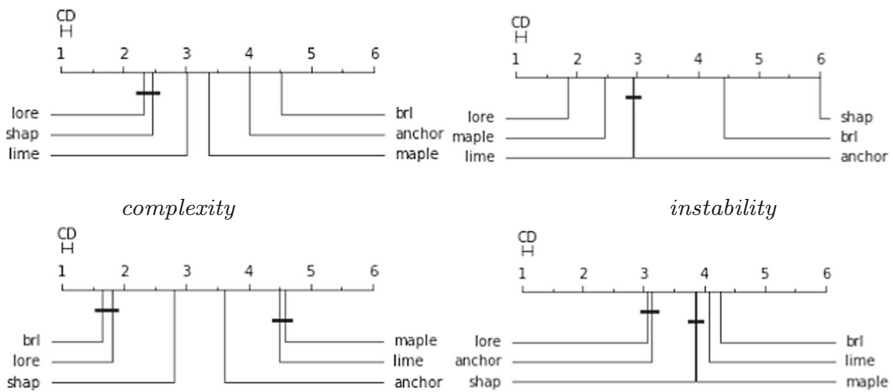 CD
1 2 3 4 5 6
lore brl
shap anchor
lime maple
CD
1 2 3 4 5 6
lore shap
maple brl
lime anchor
complexity instability
CD
1 2 3 4 5 6
brl maple
lore lime
shap anchor
CD
1 2 3 4 5 6
lore brl
anchor lime
shap maple